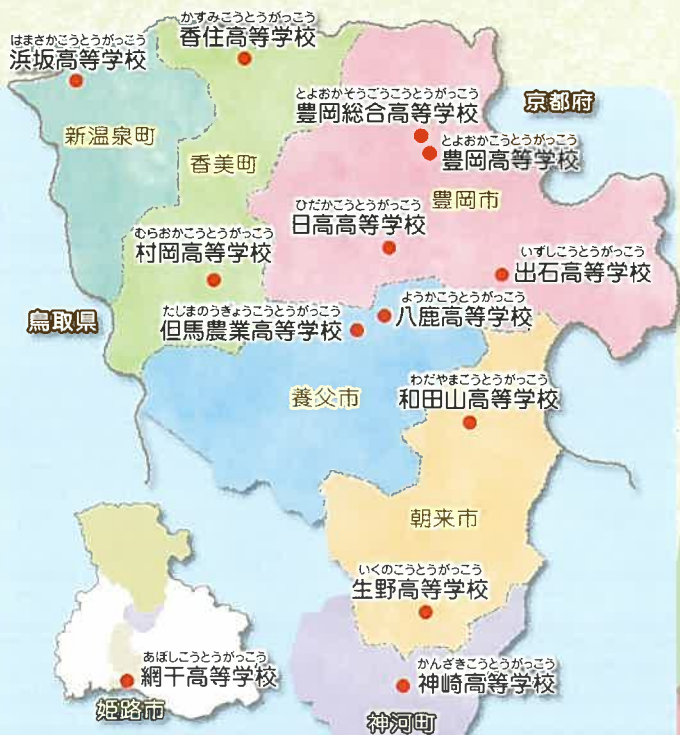 かすみこうとうがっこう
香住高等学校
はまさかこうとうがっこう
浜坂高等学校
とよおかそうごうこうとうがっこう
豊岡総合高等学校
京都府
新温泉町
香美町
とよおかこうとうがっこう
豊岡高等学校
豊岡市
ひだかこうとうがっこう
日高高等学校
むらおかこうとうがっこう
村岡高等学校
いずしこうとうがっこう
出石高等学校
鳥取県
たじまのうぎょうこうとうがっこう
但馬農業高等学校
ようかこうとうがっこう
八鹿高等学校
養父市
わだやまこうとうがっこう
和田山高等学校
朝来市
いくのこうとうがっこう
生野高等学校
あぼしこうとうがっこう
網干高等学校
姫路市
かんざきこうとうがっこう
神崎高等学校
神河町